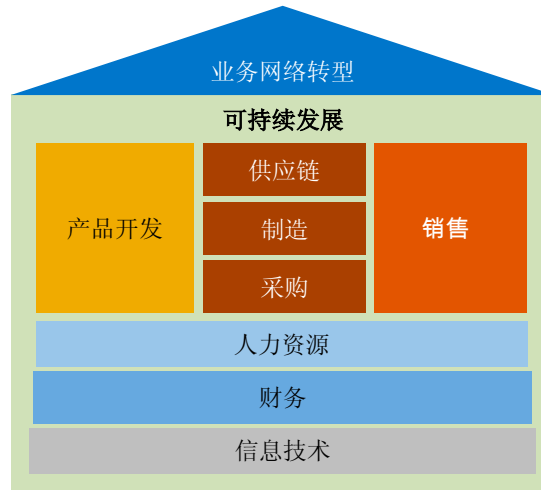 业务网络转型
可持续发展
产品开发
供应链
制造
采购
销售
人力资源
财务
信息技术